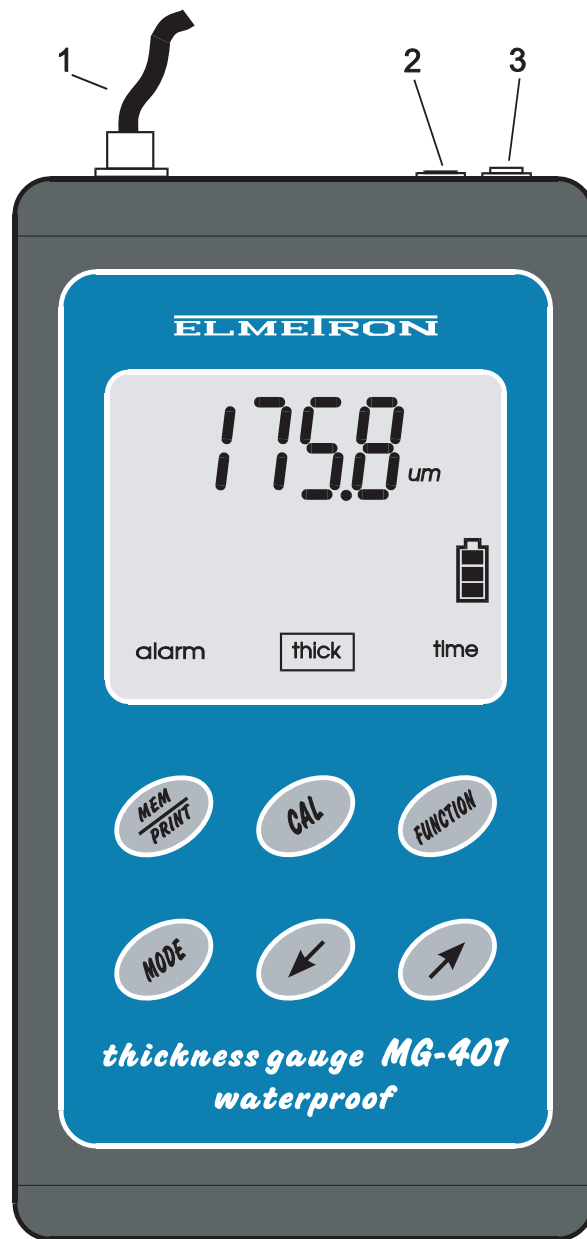 1 2 3
ELMETRON
175.8 um
alarm thick time
MEM PRINT CAL FUNCTION
MODE
thickness gauge MG-401
waterproof